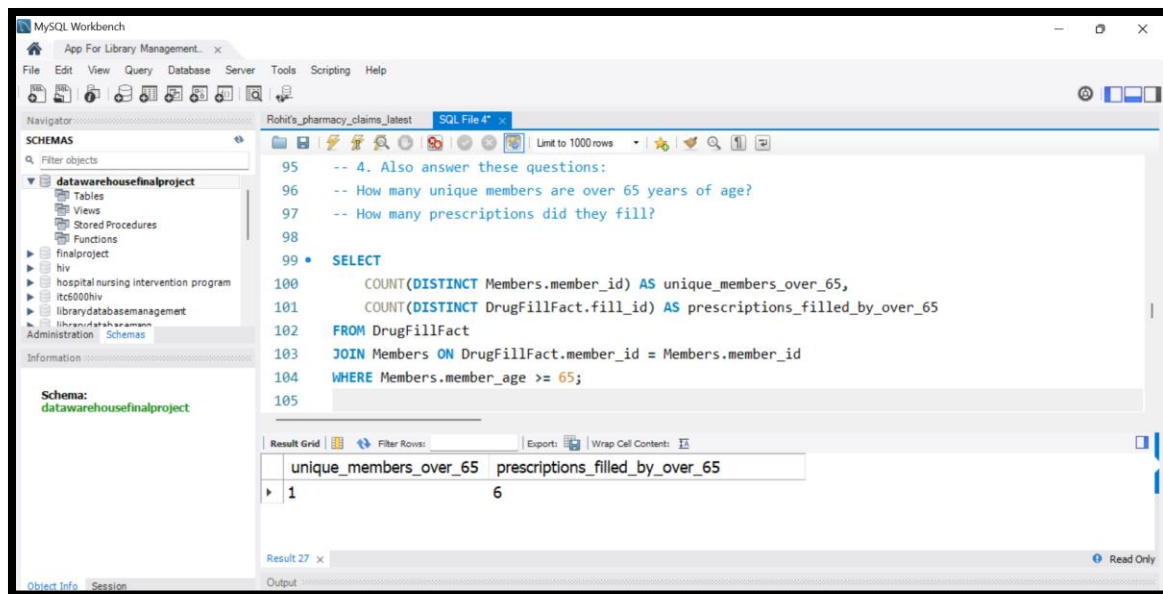 MySQL Workbench
App For Library Management..
File Edit View Query Database Server Tools Scripting Help
Navigator
SCHEMAS
Filter objects
datawarehousefinalproject
Tables
Views
Stored Procedures
Functions
finalproject
hiv
hospital nursing intervention program
itc6000hiv
librarydatabasemanagement
Administration Schemas
Information
Schema:
datawarehousefinalproject
Object Info Session
Rohit's_pharmacy_claims_latest SQL File 4*
Limit to 1000 rows
95 -- 4. Also answer these questions:
96 -- How many unique members are over 65 years of age?
97 -- How many prescriptions did they fill?
98
99 SELECT
100 COUNT(DISTINCT Members.member_id) AS unique_members_over_65,
101 COUNT(DISTINCT DrugFillFact.fill_id) AS prescriptions_filled_by_over_65
102 FROM DrugFillFact
103 JOIN Members ON DrugFillFact.member_id = Members.member_id
104 WHERE Members.member_age >= 65;
105
Result Grid Filter Rows: Export: Wrap Cell Content:
unique_members_over_65 prescriptions_filled_by_over_65
1 6
Result 27 Read Only
Output